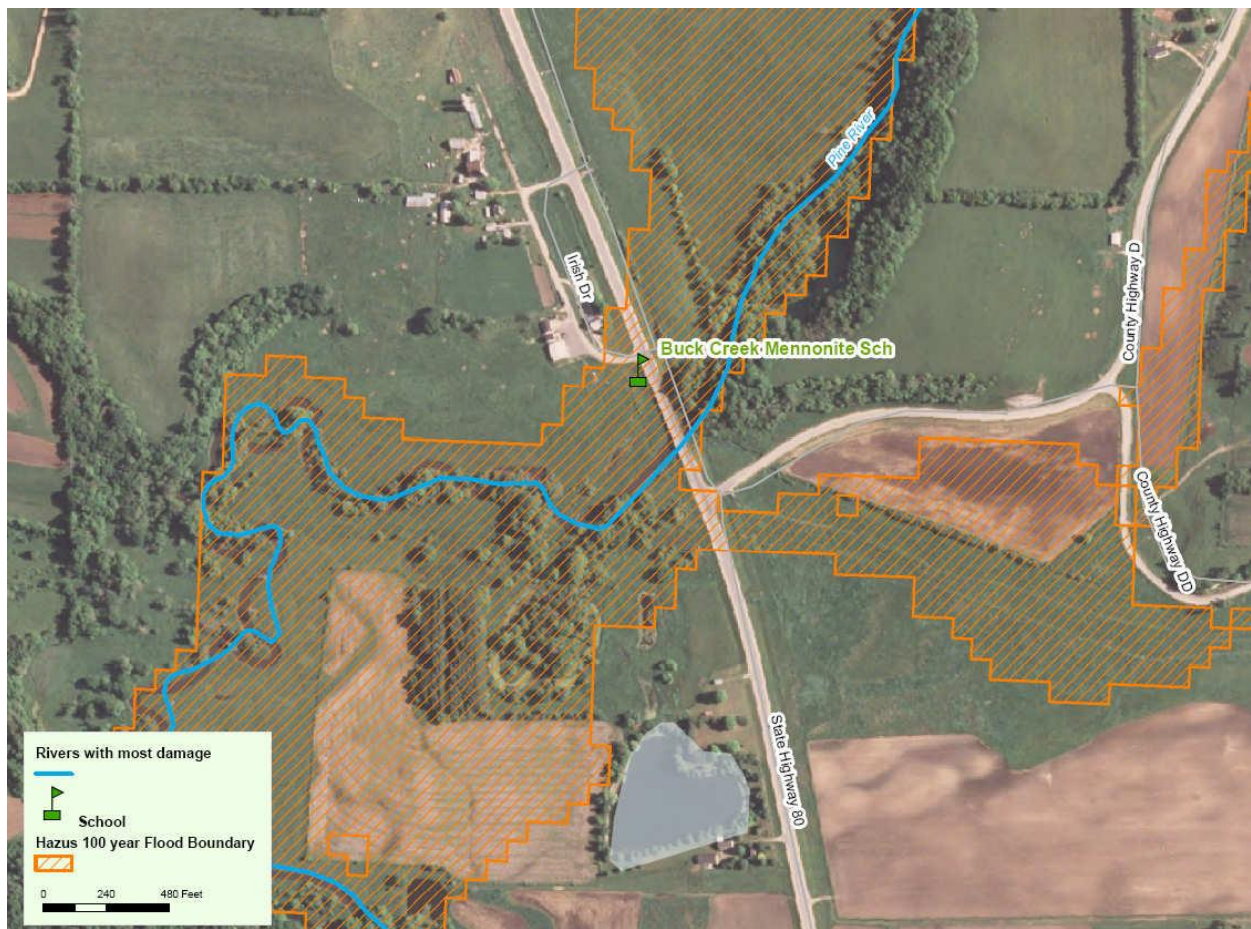 Pine River
Irish Dr
Buck Creek Mennonite Sch
County Highway D
County Highway DD
State Highway 80
Rivers with most damage
School
Hazus 100 year Flood Boundary
0 240 480 Feet